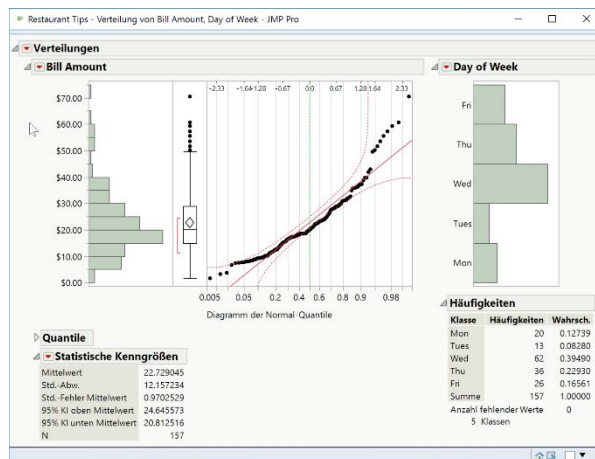 Restaurant Tips - Verteilung von Bill Amount, Day of Week - JMP Pro
Verteilungen
Bill Amount
$70.00
$60.00
$50.00
$40.00
$30.00
$20.00
$10.00
$0.00
-2.33 -1.64 -1.28 -0.67 0.0 0.67 1.28 1.64 2.33
0.005 0.05 0.2 0.4 0.6 0.8 0.9 0.98
Diagramm der Normal-Quantile
Quantile
Statistische Kenngrößen
Mittelwert 22.729045
Std.-Abw. 12.157234
Std.-Fehler Mittelwert 0.9702529
95% KI oben Mittelwert 24.645573
95% KI unten Mittelwert 20.812516
N 157
Day of Week
Fri
Thu
Wed
Tues
Mon
Häufigkeiten
Klasse Häufigkeiten Wahrsch.
Mon 20 0.12739
Tues 13 0.08280
Wed 62 0.39490
Thu 36 0.22930
Fri 26 0.16561
Summe 157 1.00000
Anzahl fehlender Werte 0
5 Klassen